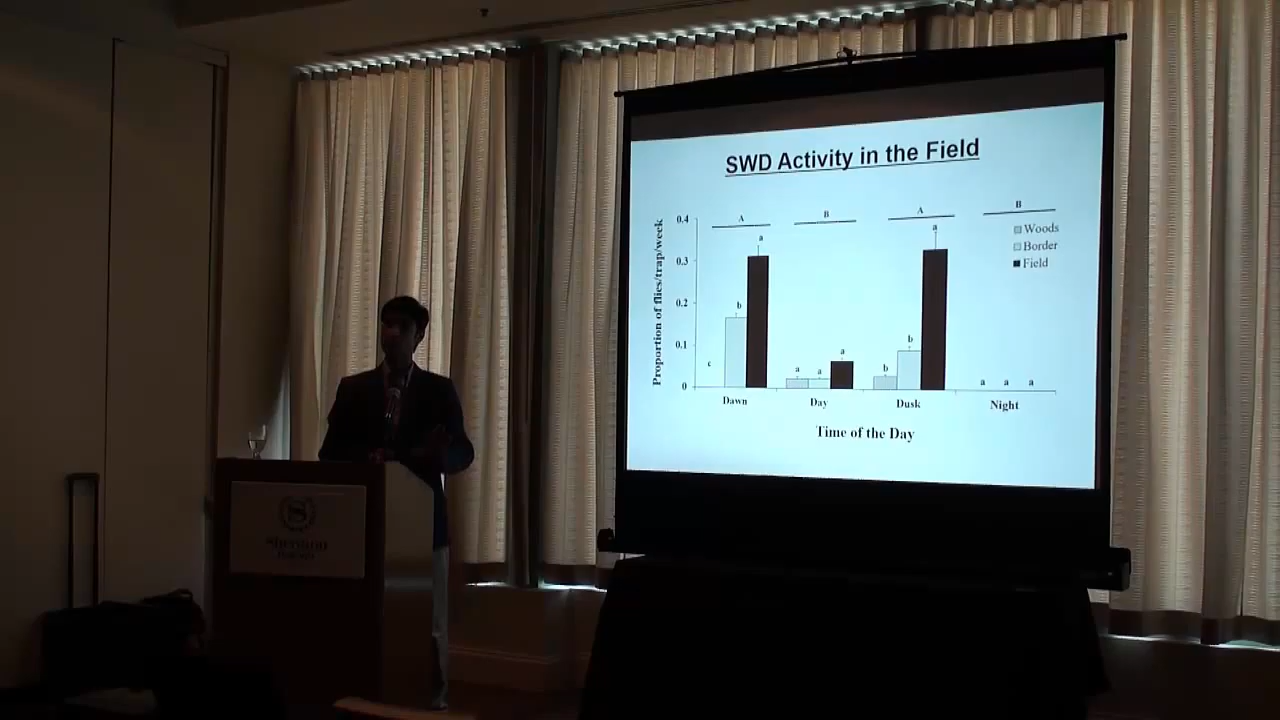 SWD Activity in the Field
A
B
A
B
Proportion of flies/trap/week
0.4
0.3
0.2
0.1
0
c
b
a
a
a
a
b
b
a
a
a
a
Woods
Border
Field
Dawn
Day
Dusk
Night
Time of the Day
S
Sheraton